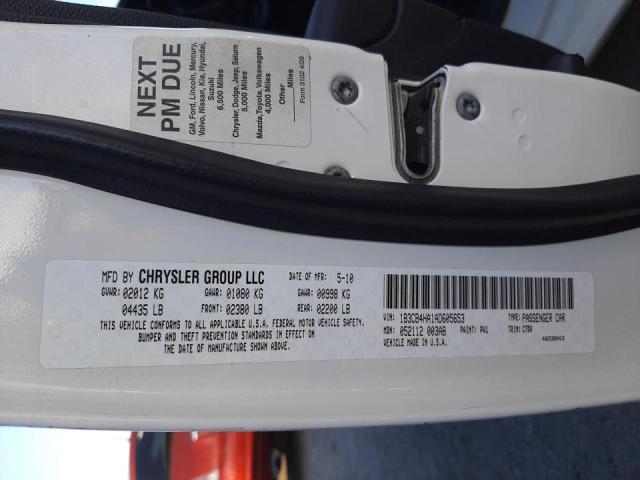 NEXT
PM DUE
GM, Ford, Lincoln, Mercury,
Volvo, Nissan, Kia, Hyundai,
Suzuki
6,500 Miles
Chrysler, Dodge, Jeep, Saturn
5,000 Miles
Mazda, Toyota, Volkswagen
4,000 Miles
Other
Miles
Form 3102 4/09
MFD BY CHRYSLER GROUP LLC DATE OF MFR 5-10
GVWR: 02012 KG GAWR: 01080 KG GAWR: 00998 KG
04435 LB FRONT: 02380 LB REAR: 02200 LB
THIS VEHICLE CONFORMS TO ALL APPLICABLE U.S.A. FEDERAL MOTOR VEHICLE SAFETY,
BUMPER AND THEFT PREVENTION STANDARDS IN EFFECT ON
THE DATE OF MANUFACTURE SHOWN ABOVE.
VIN: 1B3CB4HA1AD605653 TYPE: PASSENGER CAR
MDH: 052112 003AB PAINT: PW1 TRIM: C7DV
VEHICLE MADE IN U.S.A. 4658043